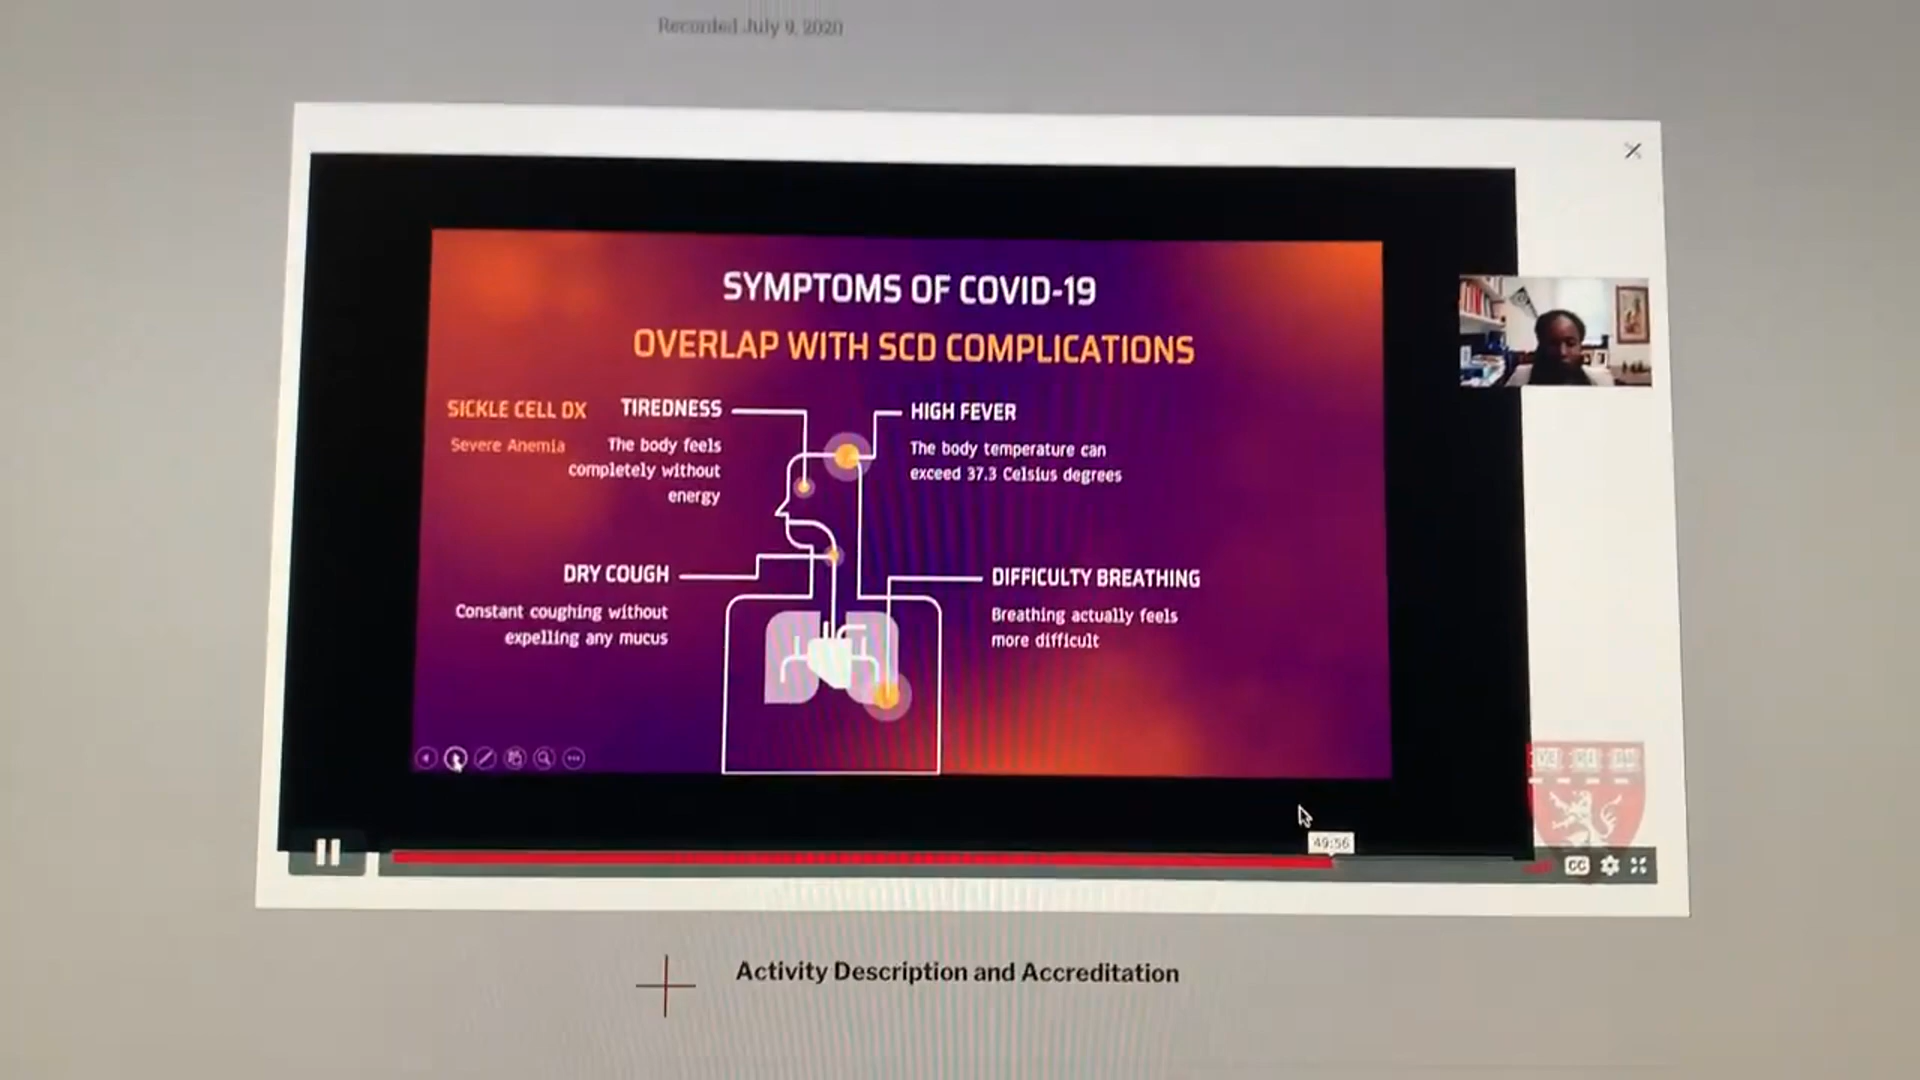 Recorded July 9, 2020
SYMPTOMS OF COVID-19
OVERLAP WITH SCD COMPLICATIONS
SICKLE CELL DX
Severe Anemia
TIREDNESS
The body feels
completely without
energy
HIGH FEVER
The body temperature can
exceed 37.3 Celsius degrees
DRY COUGH
Constant coughing without
expelling any mucus
DIFFICULTY BREATHING
Breathing actually feels
more difficult
49:56
CC
Activity Description and Accreditation